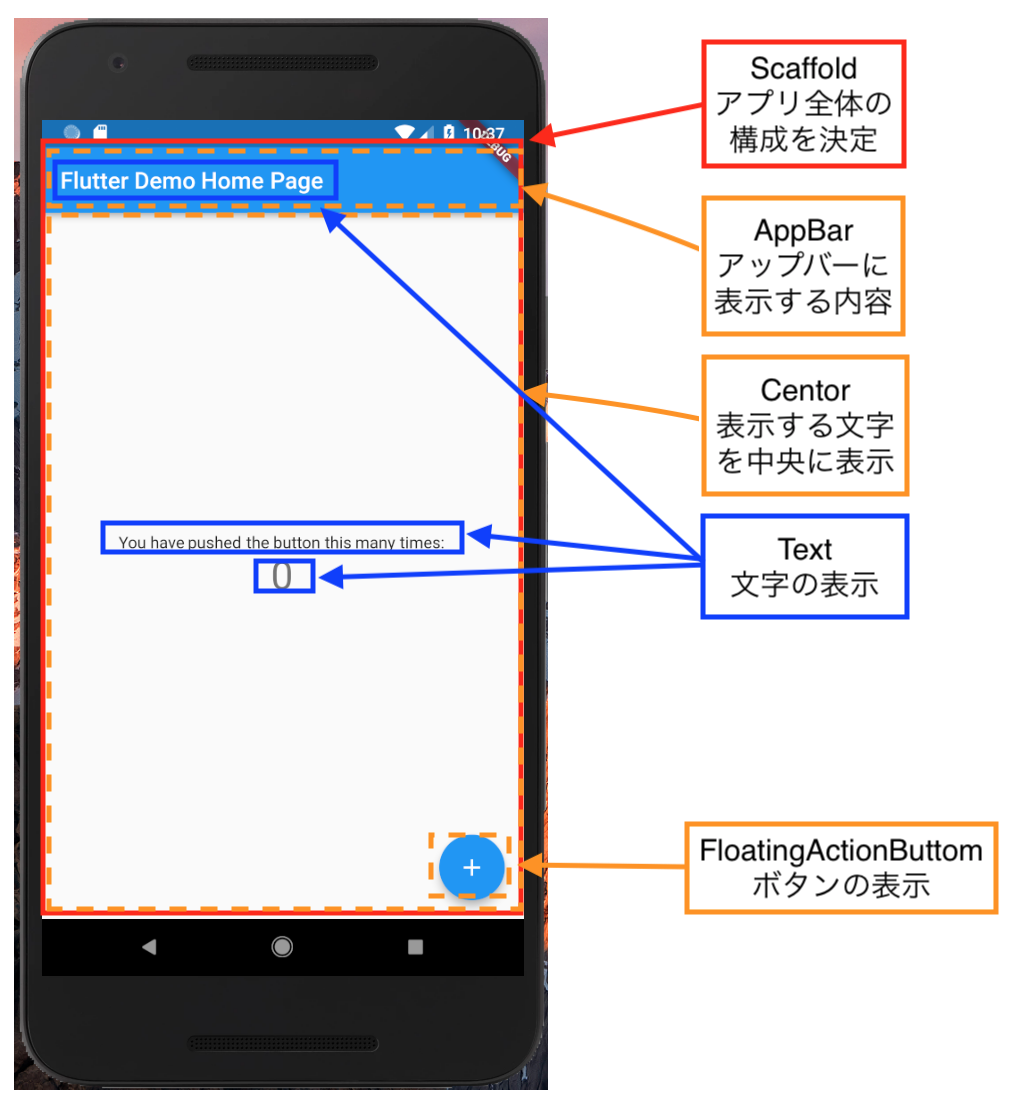 10:37
Flutter Demo Home Page
You have pushed the button this many times:
0
+
Scaffold
アプリ全体の
構成を決定
AppBar
アップバーに
表示する内容
Centor
表示する文字
を中央に表示
Text
文字の表示
FloatingActionButtom
ボタンの表示